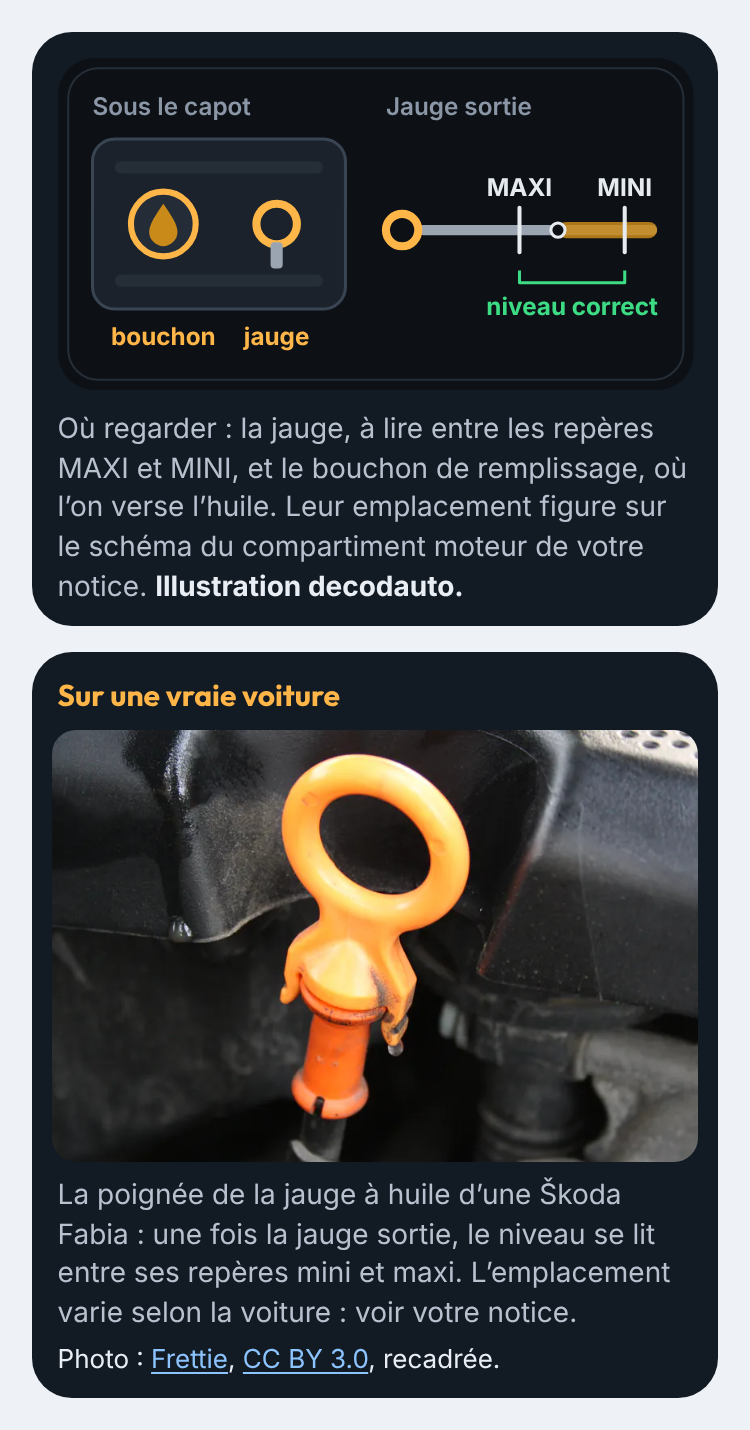 Sous le capot
Jauge sortie
MAXI
MINI
niveau correct
bouchon
jauge
Où regarder : la jauge, à lire entre les repères
MAXI et MINI, et le bouchon de remplissage, où
l’on verse l’huile. Leur emplacement figure sur
le schéma du compartiment moteur de votre
notice. Illustration decodauto.
Sur une vraie voiture
La poignée de la jauge à huile d’une Škoda
Fabia : une fois la jauge sortie, le niveau se lit
entre ses repères mini et maxi. L’emplacement
varie selon la voiture : voir votre notice.
Photo : Frettie, CC BY 3.0, recadrée.